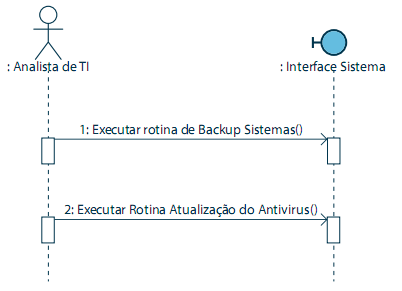 : Analista de TI
: Interface Sistema
1: Executar rotina de Backup Sistemas()
2: Executar Rotina Atualização do Antivirus()